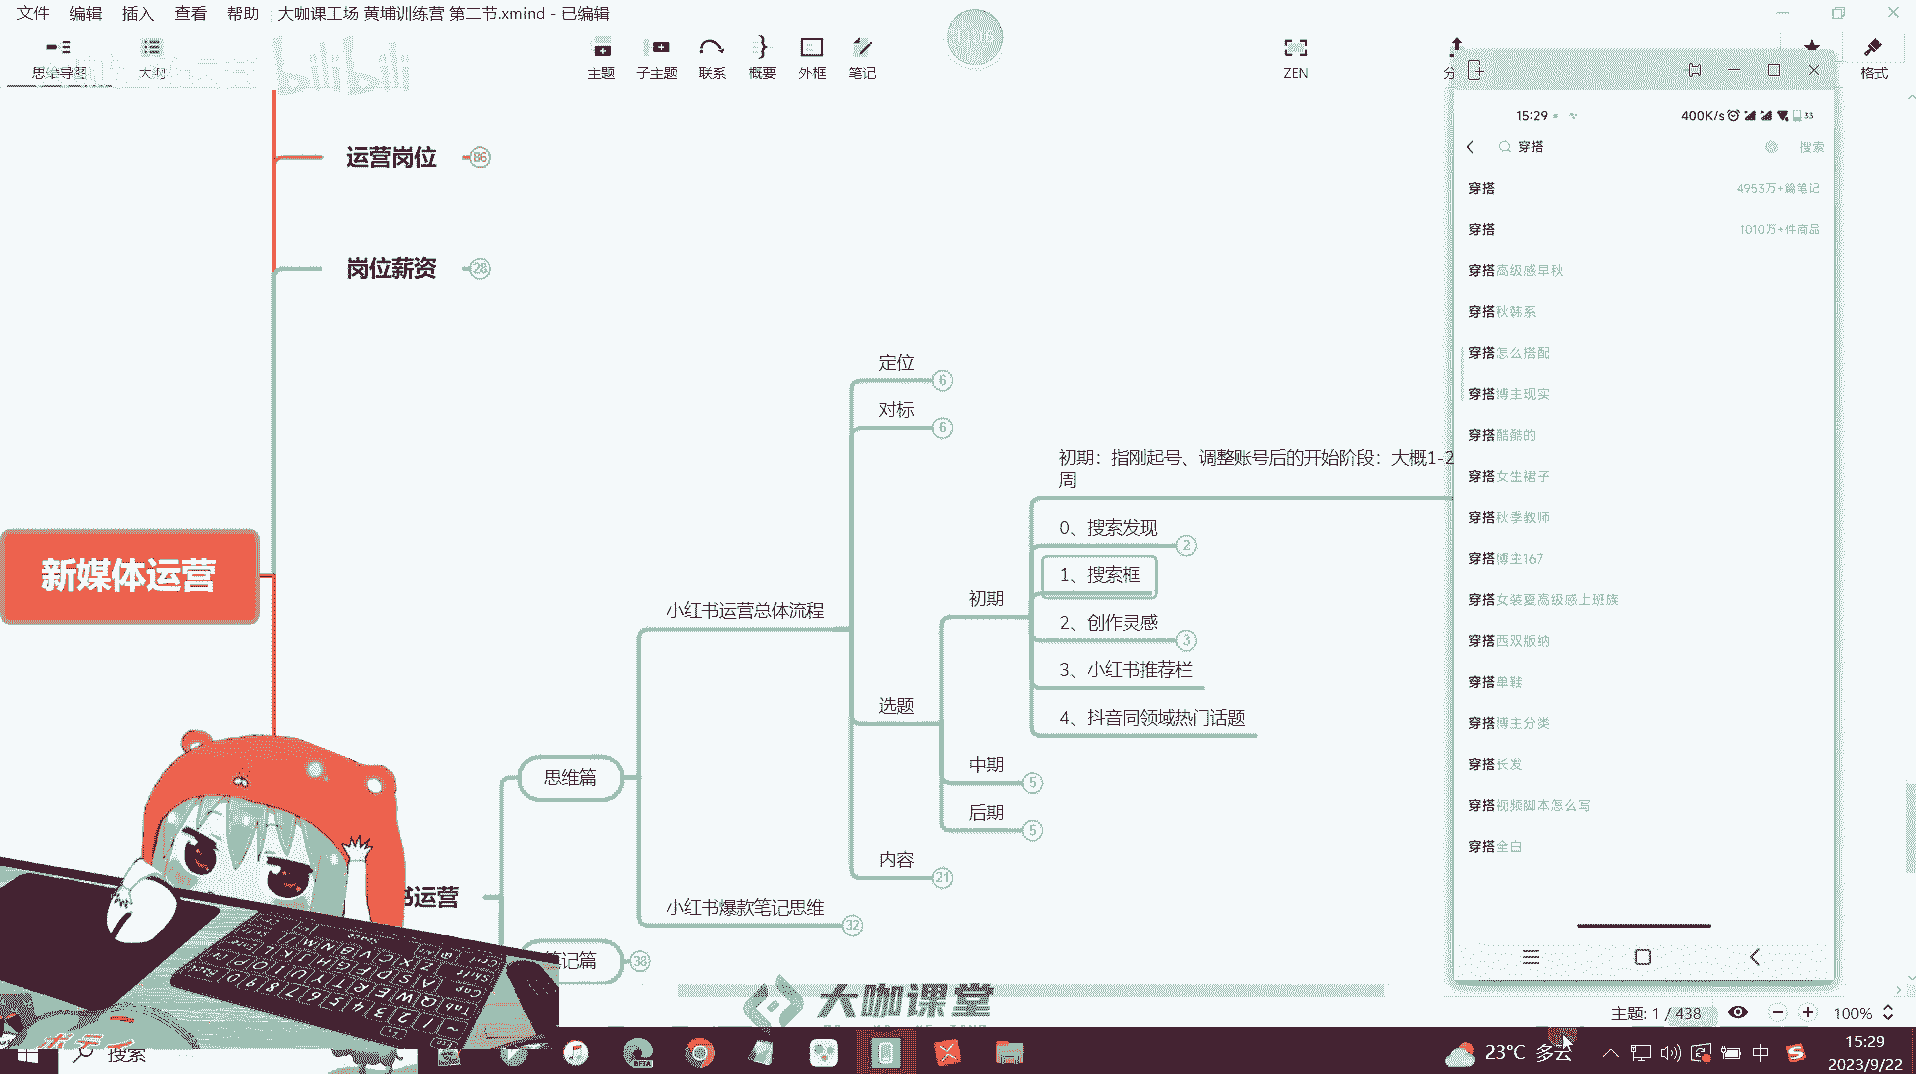 文件 编辑 插入 查看 帮助 大咖课工场 黄埔训练营 第二节.xmind - 已编辑
思维导图 大纲 bilibili 主题 子主题 联系 概要 外框 笔记 ZEN 格式
运营岗位 86
岗位薪资 28
新媒体运营
书运营
思维篇
笔记篇 38
小红书运营总体流程
小红书爆款笔记思维 32
定位 6
对标 6
选题
内容 21
初期
中期 5
后期 5
初期：指刚起号、调整账号后的开始阶段：大概1-2
周
0、搜索发现 2
1、搜索框
2、创作灵感 3
3、小红书推荐栏
4、抖音同领域热门话题
15:29 400K/s 33
穿搭 搜索
穿搭 4953万+篇笔记
穿搭 1010万+件商品
穿搭高级感早秋
穿搭秋韩系
穿搭怎么搭配
穿搭博主现实
穿搭酷酷的
穿搭女生裙子
穿搭秋季教师
穿搭博主167
穿搭女装夏高级感上班族
穿搭西双版纳
穿搭单鞋
穿搭博主分类
穿搭长发
穿搭视频脚本怎么写
穿搭全白
大咖课堂
主题: 1 / 438 100%
搜索 BETA 23°C 多云 中 15:29
2023/9/22